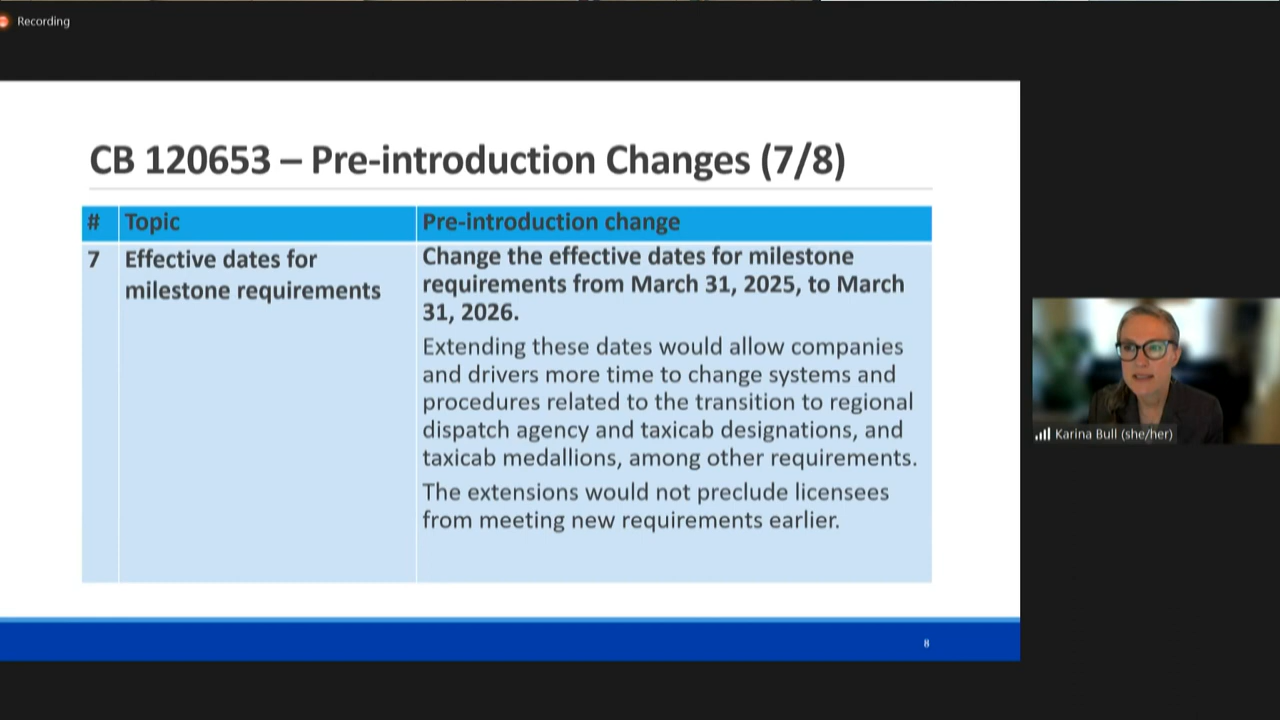 Recording
CB 120653 – Pre-introduction Changes (7/8)
# Topic Pre-introduction change
7 Effective dates for
milestone requirements
Change the effective dates for milestone
requirements from March 31, 2025, to March
31, 2026.
Extending these dates would allow companies
and drivers more time to change systems and
procedures related to the transition to regional
dispatch agency and taxicab designations, and
taxicab medallions, among other requirements.
The extensions would not preclude licensees
from meeting new requirements earlier.
8
Karina Bull (she/her)